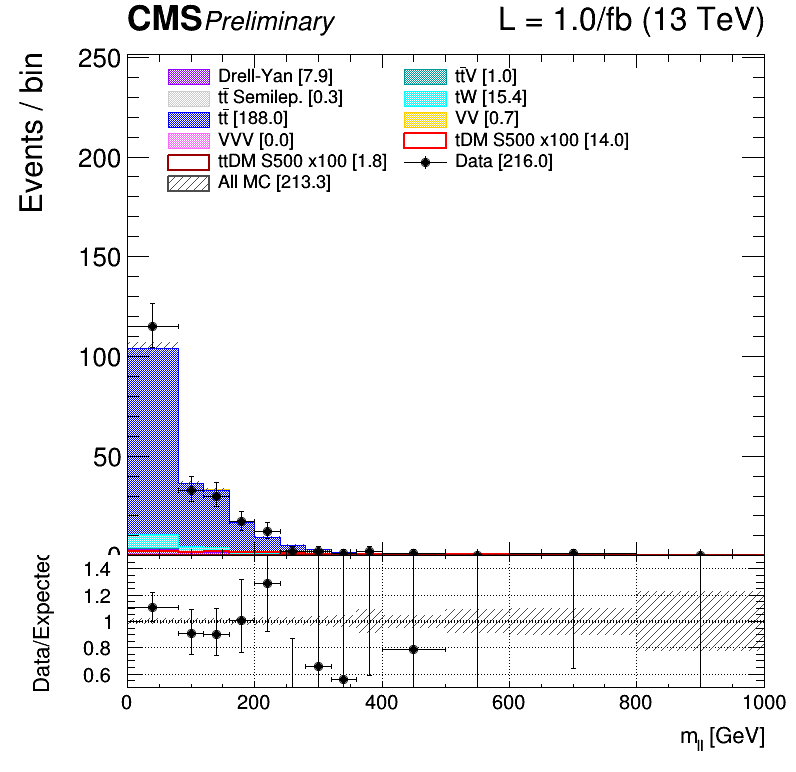 CMS Preliminary L = 1.0/fb (13 TeV)
Events / bin
250
200
150
100
50
0
Drell-Yan [7.9]
tt̄V [1.0]
tt̄ Semilep. [0.3]
tW [15.4]
tt̄ [188.0]
VV [0.7]
VVV [0.0]
tDM S500 x100 [14.0]
ttDM S500 x100 [1.8]
Data [216.0]
All MC [213.3]
Data/Expected
1.4
1.2
1
0.8
0.6
0 200 400 600 800 1000
m_ll [GeV]